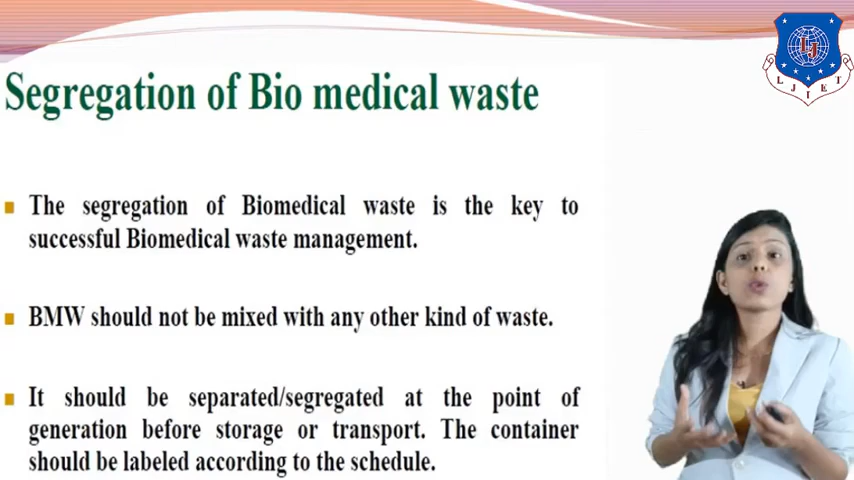 Segregation of Bio medical waste
LJ
LJIET
The segregation of Biomedical waste is the key to
successful Biomedical waste management.
BMW should not be mixed with any other kind of waste.
It should be separated/segregated at the point of
generation before storage or transport. The container
should be labeled according to the schedule.